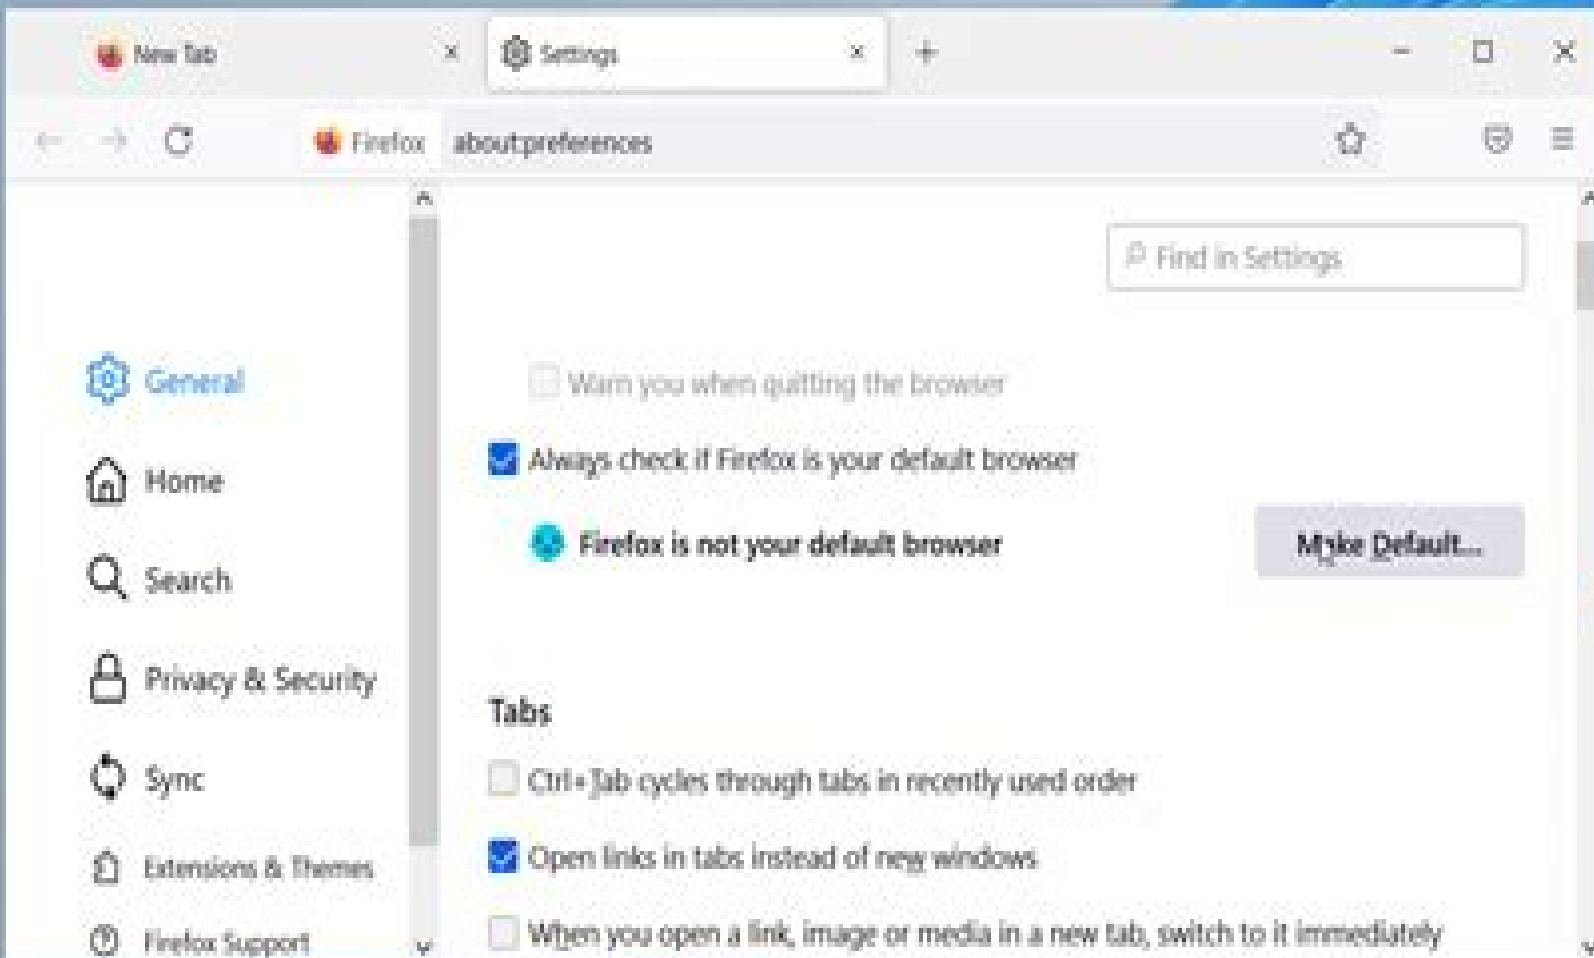 New Tab
Settings
Firefox about:preferences
Find in Settings
General
Home
Search
Privacy & Security
Sync
Extensions & Themes
Firefox Support
Warn you when quitting the browser
Always check if Firefox is your default browser
Firefox is not your default browser
Make Default...
Tabs
Ctrl+Tab cycles through tabs in recently used order
Open links in tabs instead of new windows
When you open a link, image or media in a new tab, switch to it immediately